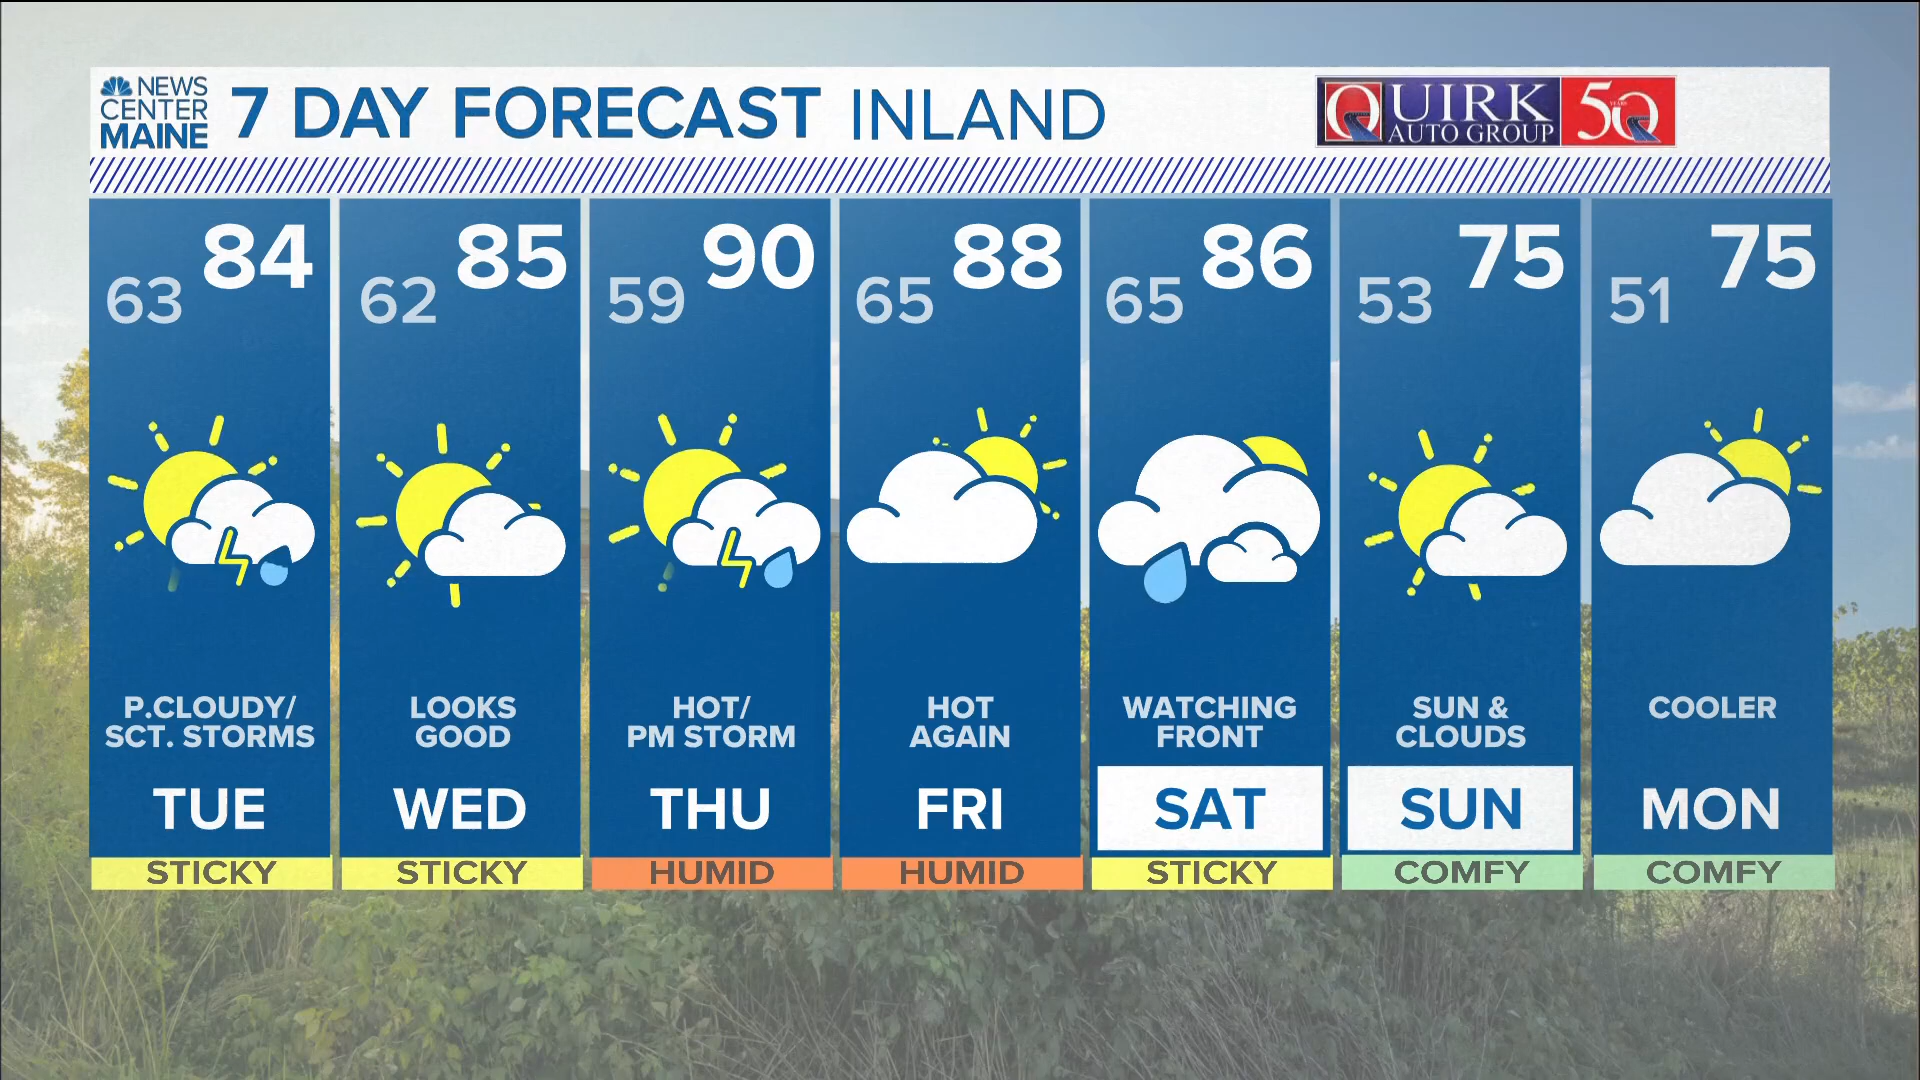 NEWS
CENTER
MAINE
7 DAY FORECAST INLAND
QUIRK
AUTO GROUP
50
YEARS
63 84
62 85
59 90
65 88
65 86
53 75
51 75
P.CLOUDY/
SCT. STORMS
LOOKS
GOOD
HOT/
PM STORM
HOT
AGAIN
WATCHING
FRONT
SUN &
CLOUDS
COOLER
TUE
WED
THU
FRI
SAT
SUN
MON
STICKY
STICKY
HUMID
HUMID
STICKY
COMFY
COMFY